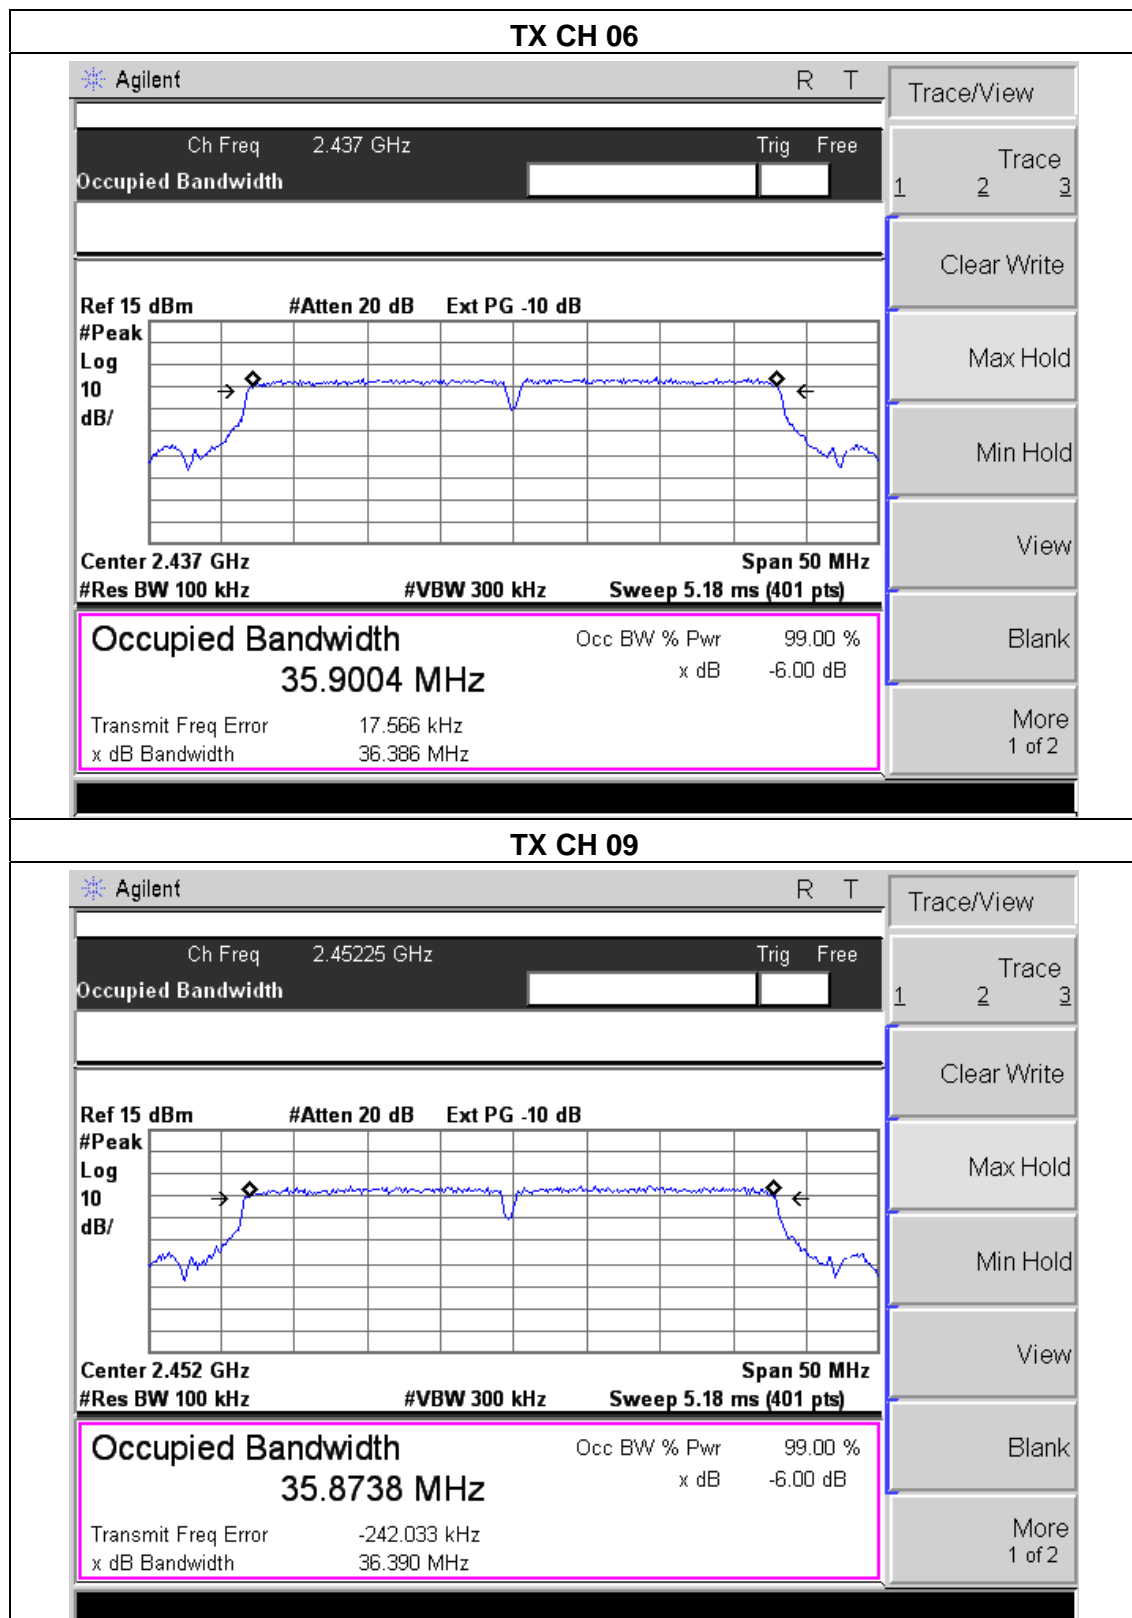 TX CH 06
Agilent R T
Trace/View
Ch Freq 2.437 GHz Trig Free
Occupied Bandwidth
Trace
1 2 3
Clear Write
Ref 15 dBm #Atten 20 dB Ext PG -10 dB
#Peak
Log
10
dB/
Max Hold
Min Hold
View
Center 2.437 GHz Span 50 MHz
#Res BW 100 kHz #VBW 300 kHz Sweep 5.18 ms (401 pts)
Occupied Bandwidth Occ BW % Pwr 99.00 %
35.9004 MHz x dB -6.00 dB
Blank
Transmit Freq Error 17.566 kHz
x dB Bandwidth 36.386 MHz
More
1 of 2
TX CH 09
Agilent R T
Trace/View
Ch Freq 2.45225 GHz Trig Free
Occupied Bandwidth
Trace
1 2 3
Clear Write
Ref 15 dBm #Atten 20 dB Ext PG -10 dB
#Peak
Log
10
dB/
Max Hold
Min Hold
View
Center 2.452 GHz Span 50 MHz
#Res BW 100 kHz #VBW 300 kHz Sweep 5.18 ms (401 pts)
Occupied Bandwidth Occ BW % Pwr 99.00 %
35.8738 MHz x dB -6.00 dB
Blank
Transmit Freq Error -242.033 kHz
x dB Bandwidth 36.390 MHz
More
1 of 2